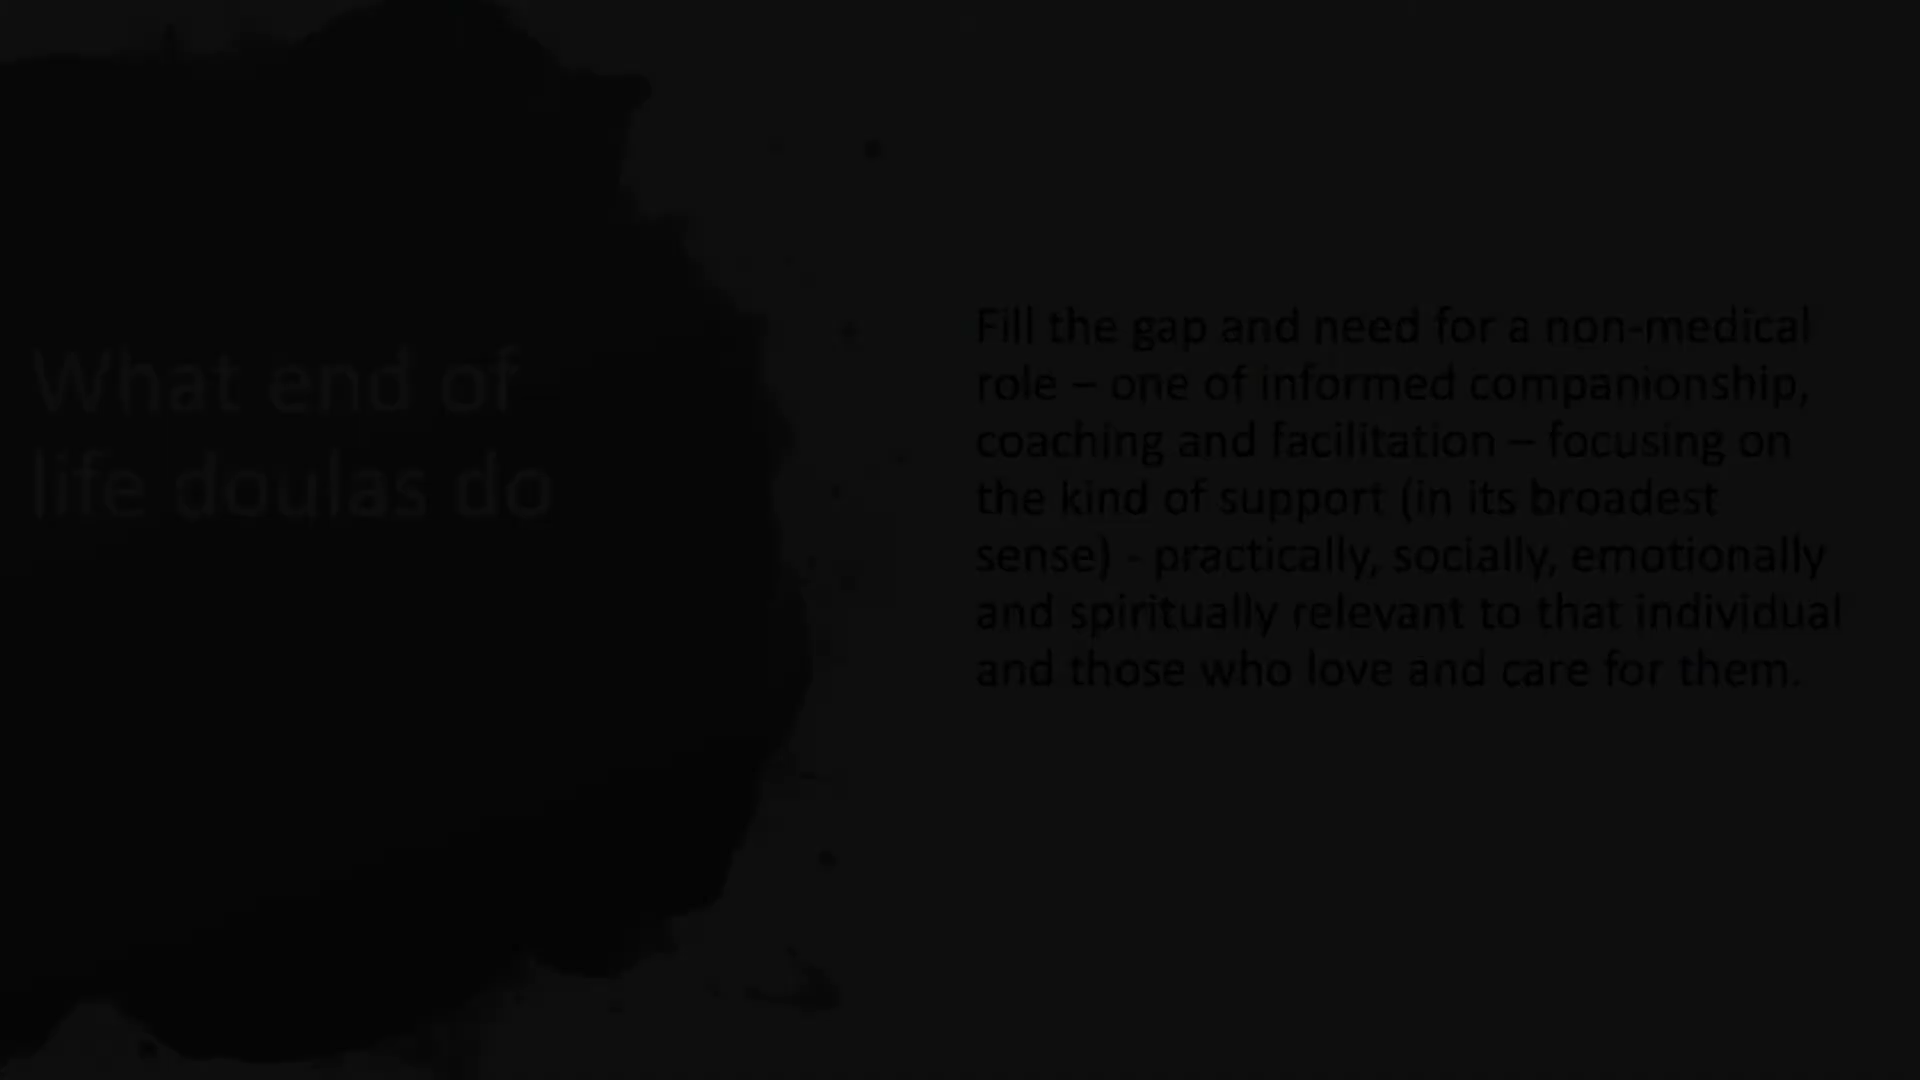 What end of
life doulas do
Fill the gap and need for a non-medical
role – one of informed companionship,
coaching and facilitation – focusing on
the kind of support (in its broadest
sense) - practically, socially, emotionally
and spiritually relevant to that individual
and those who love and care for them.